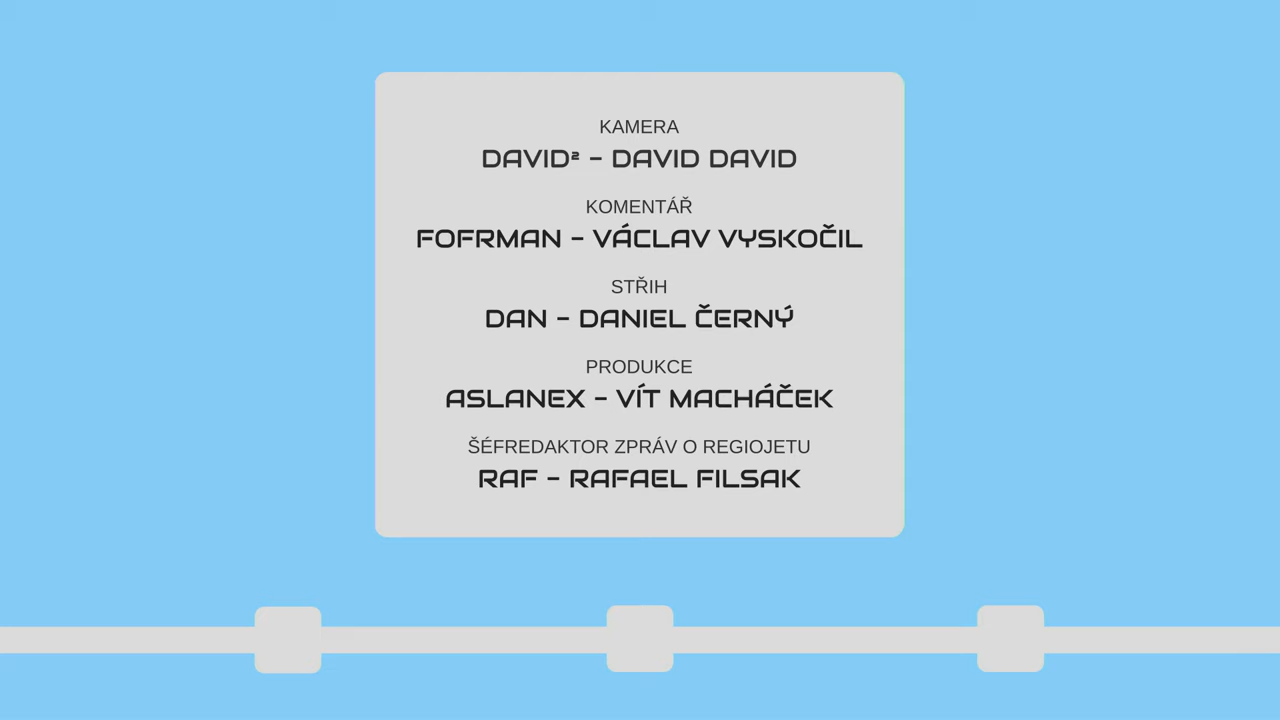 KAMERA
DAVID² – DAVID DAVID
KOMENTÁŘ
FOFRMAN – VÁCLAV VYSKOČIL
STŘIH
DAN – DANIEL ČERNÝ
PRODUKCE
ASLANEX – VÍT MACHÁČEK
ŠÉFREDAKTOR ZPRÁV O REGIOJETU
RAF – RAFAEL FILSAK